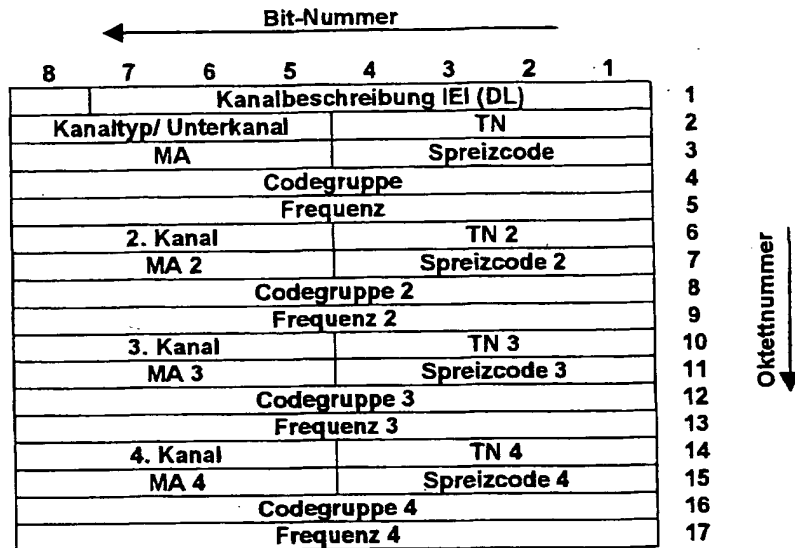 Bit-Nummer
8 7 6 5 4 3 2 1
Kanalbeschreibung IEI (DL) 1
Kanaltyp/ Unterkanal TN 2
MA Spreizcode 3
Codegruppe 4
Frequenz 5
2. Kanal TN 2 6
MA 2 Spreizcode 2 7
Codegruppe 2 8
Frequenz 2 9
3. Kanal TN 3 10
MA 3 Spreizcode 3 11
Codegruppe 3 12
Frequenz 3 13
4. Kanal TN 4 14
MA 4 Spreizcode 4 15
Codegruppe 4 16
Frequenz 4 17
Oktettnummer